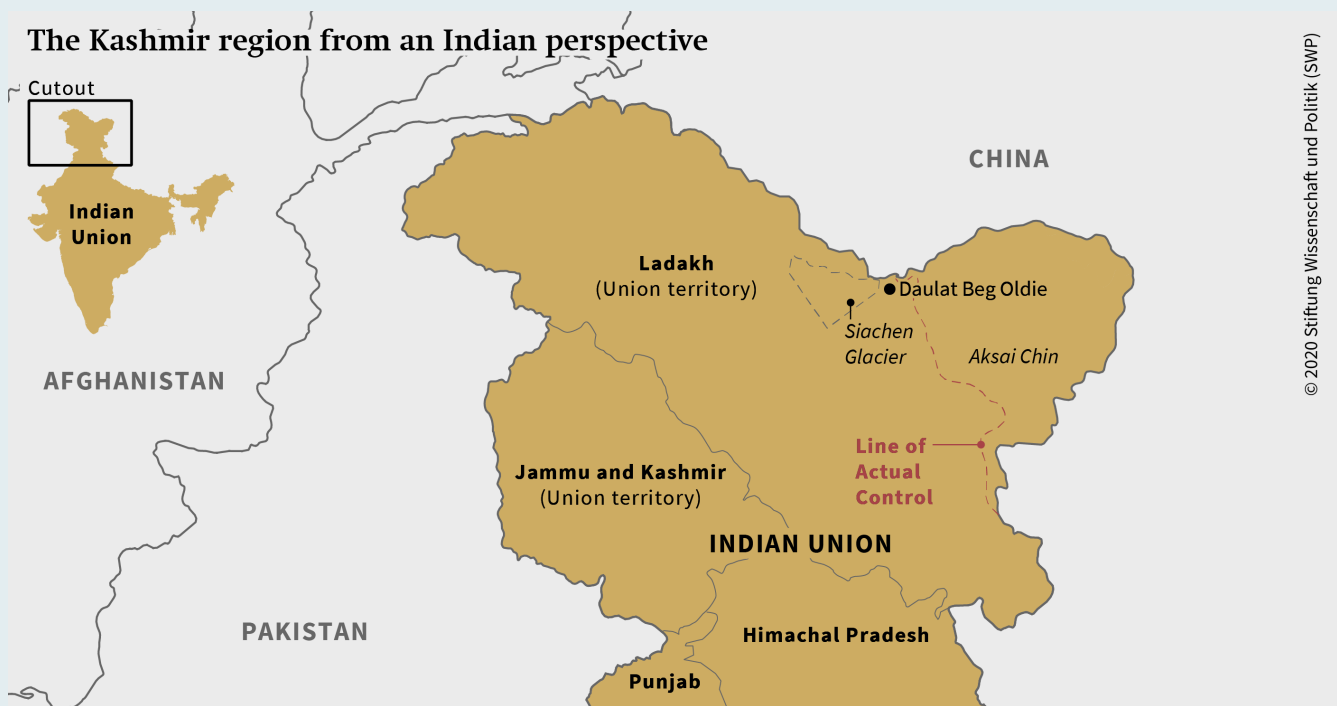 The Kashmir region from an Indian perspective
Cutout
Indian
Union
CHINA
Ladakh
(Union territory)
Daulat Beg Oldie
Siachen
Glacier
Aksai Chin
AFGHANISTAN
Line of
Actual
Control
Jammu and Kashmir
(Union territory)
INDIAN UNION
PAKISTAN
Himachal Pradesh
Punjab
© 2020 Stiftung Wissenschaft und Politik (SWP)